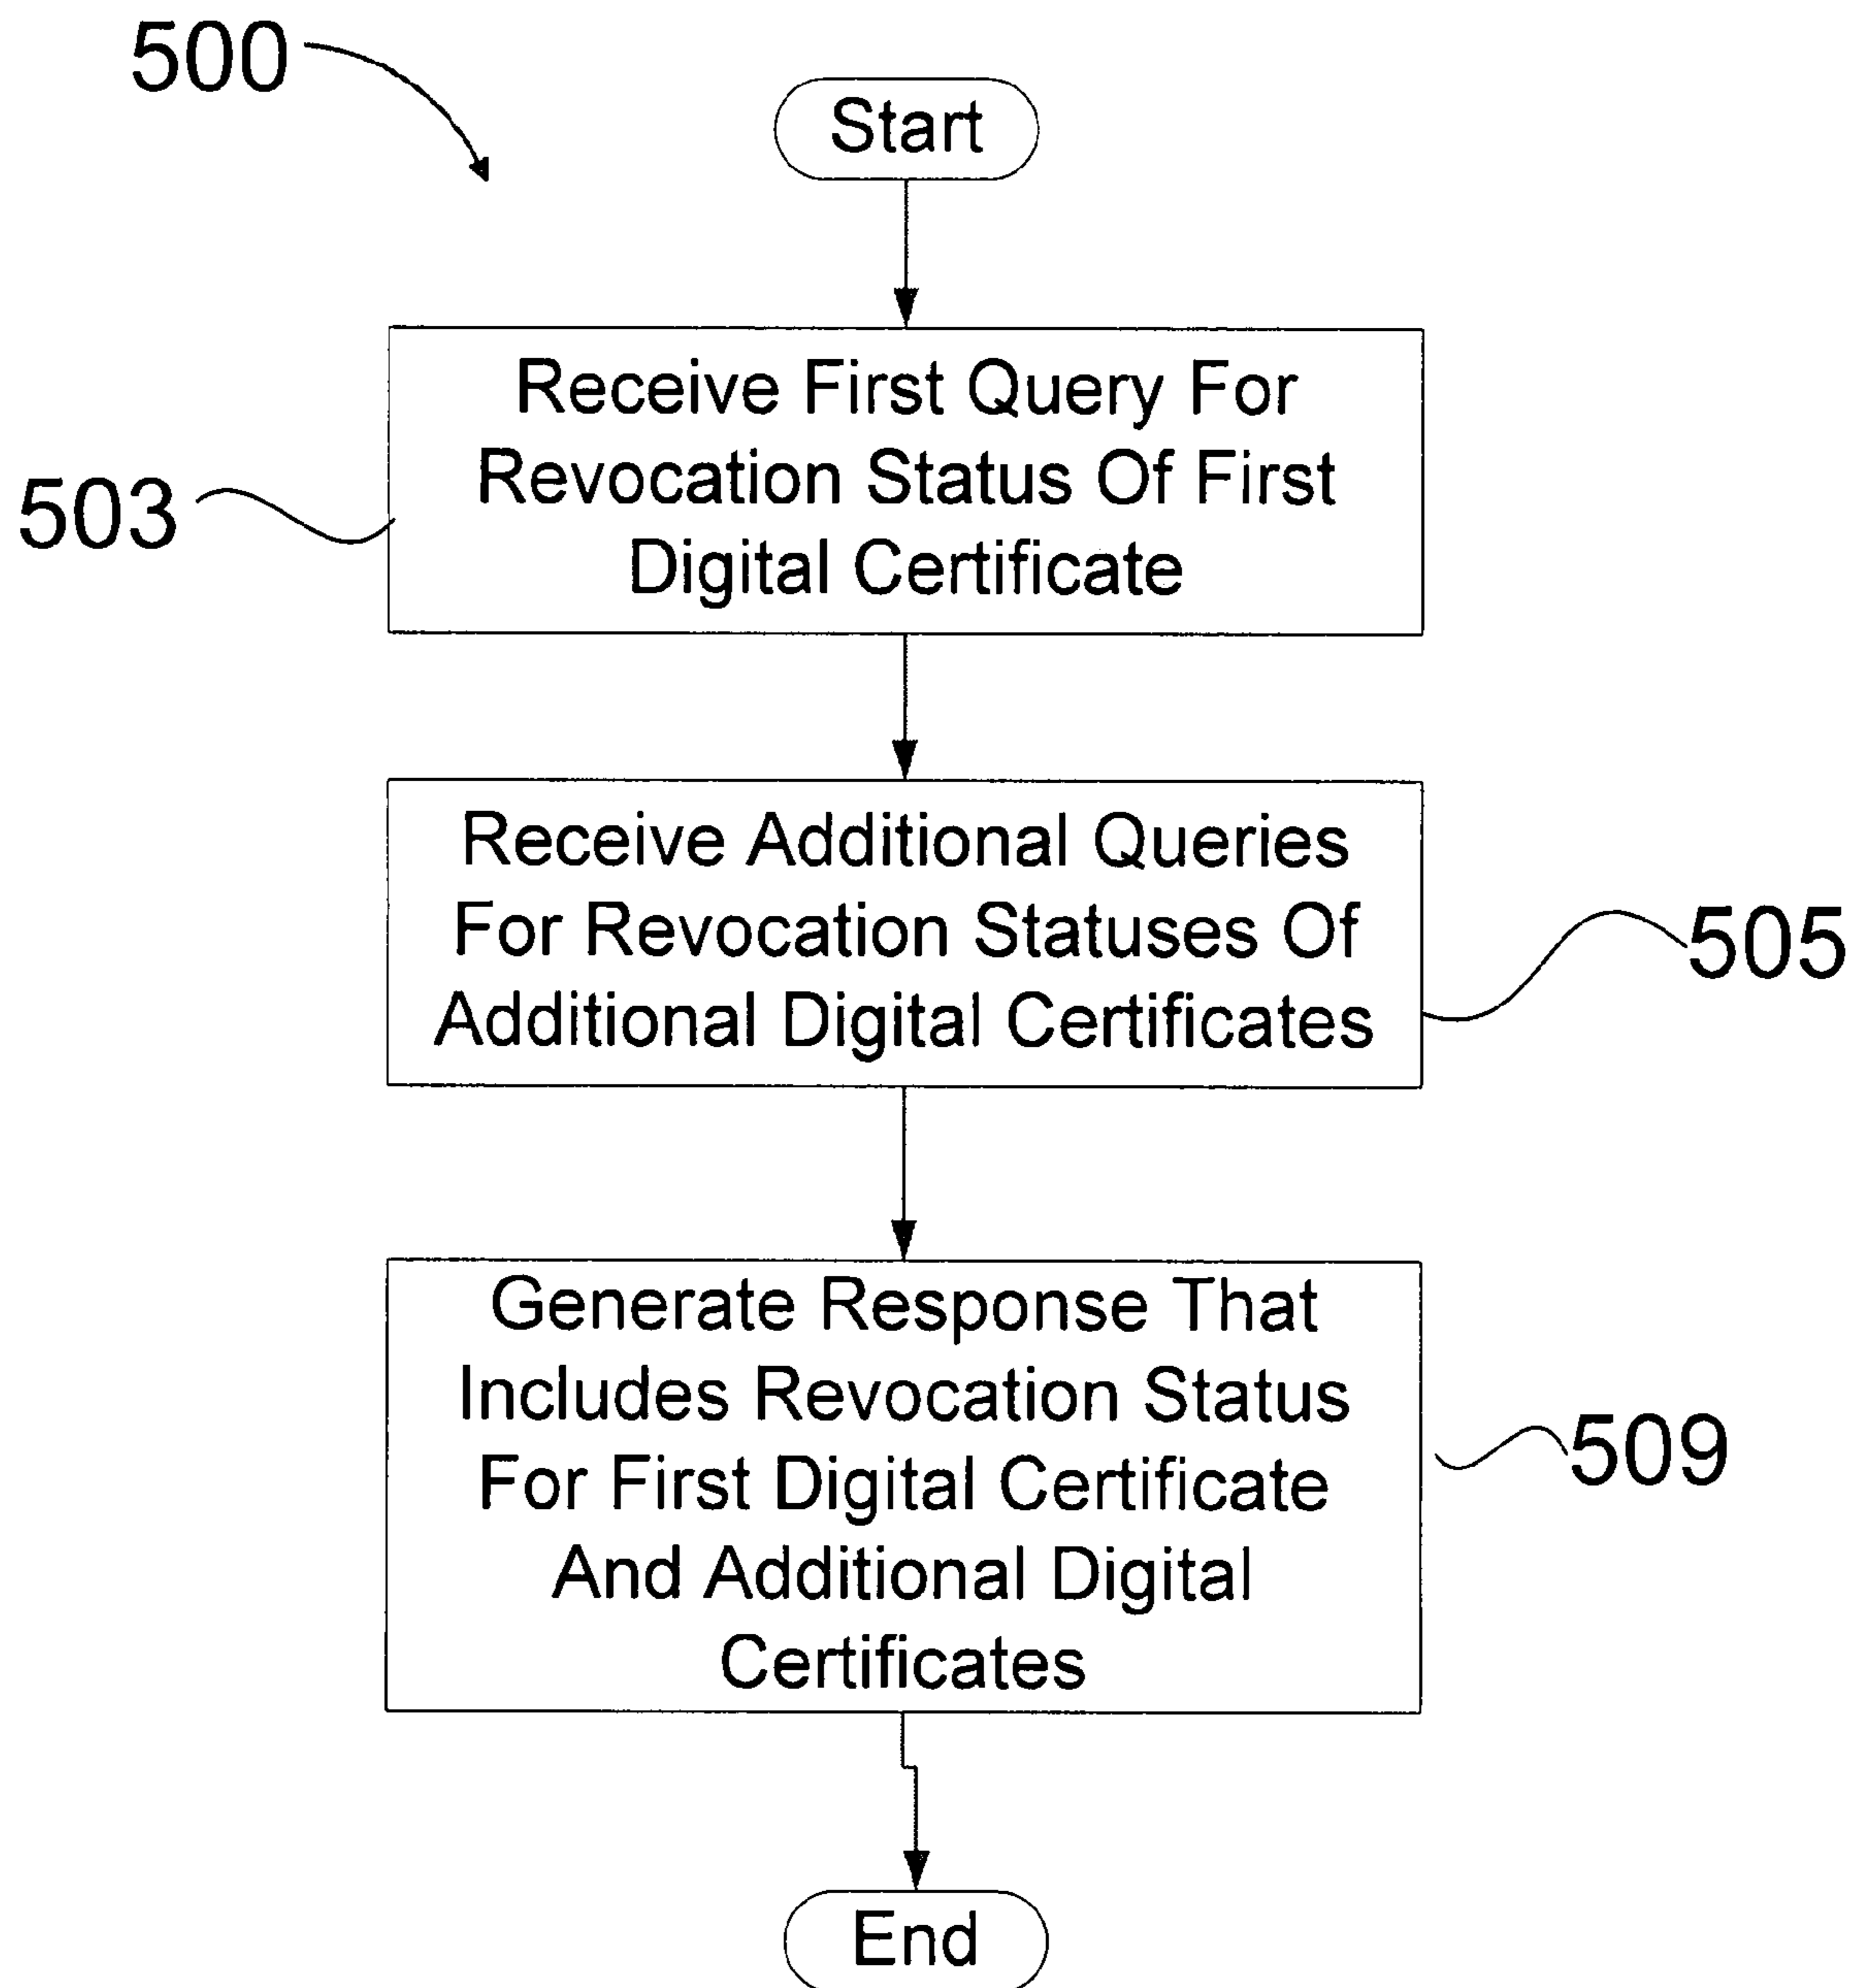 500
Start
Receive First Query For
Revocation Status Of First
Digital Certificate
503
Receive Additional Queries
For Revocation Statuses Of
Additional Digital Certificates
505
Generate Response That
Includes Revocation Status
For First Digital Certificate
And Additional Digital
Certificates
509
End